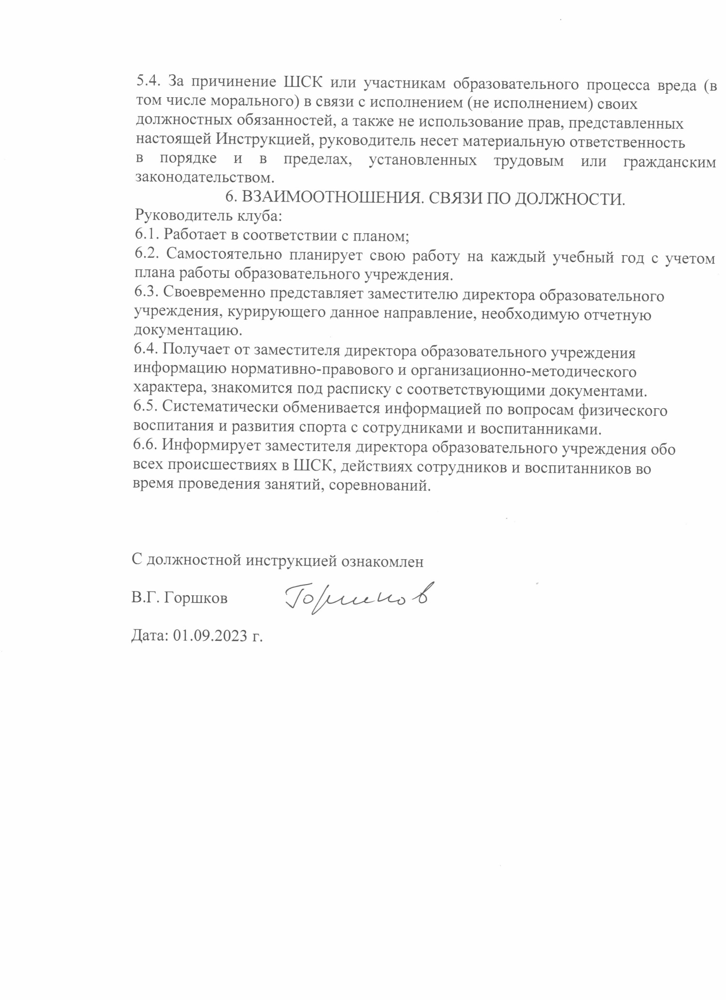 5.4. За причинение ШСК или участникам образовательного процесса вреда (в
том числе морального) в связи с исполнением (не исполнением) своих
должностных обязанностей, а также не использование прав, представленных
настоящей Инструкцией, руководитель несет материальную ответственность
в порядке и в пределах, установленных трудовым или гражданским
законодательством.
6. ВЗАИМООТНОШЕНИЯ. СВЯЗИ ПО ДОЛЖНОСТИ.
Руководитель клуба:
6.1. Работает в соответствии с планом;
6.2. Самостоятельно планирует свою работу на каждый учебный год с учетом
плана работы образовательного учреждения.
6.3. Своевременно представляет заместителю директора образовательного
учреждения, курирующего данное направление, необходимую отчетную
документацию.
6.4. Получает от заместителя директора образовательного учреждения
информацию нормативно-правового и организационно-методического
характера, знакомится под расписку с соответствующими документами.
6.5. Систематически обменивается информацией по вопросам физического
воспитания и развития спорта с сотрудниками и воспитанниками.
6.6. Информирует заместителя директора образовательного учреждения обо
всех происшествиях в ШСК, действиях сотрудников и воспитанников во
время проведения занятий, соревнований.
С должностной инструкцией ознакомлен
В.Г. Горшков Горшков
Дата: 01.09.2023 г.